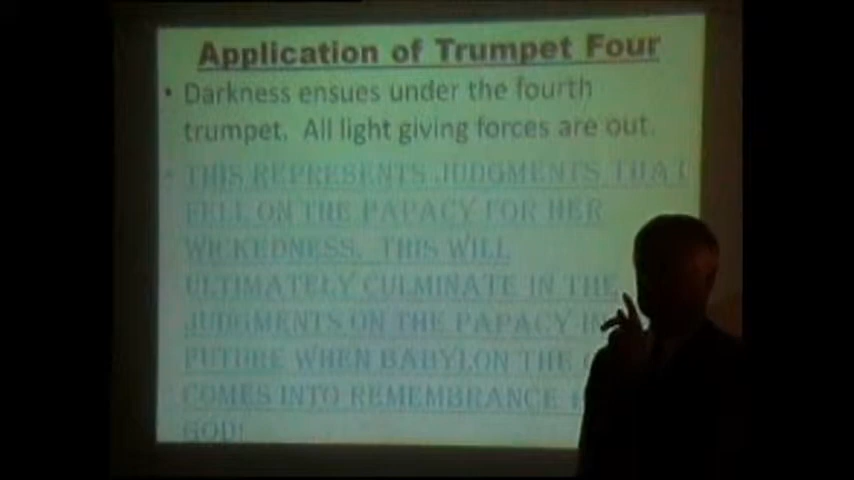 Application of Trumpet Four
• Darkness ensues under the fourth
trumpet. All light giving forces are out.
• THIS REPRESENTS JUDGMENTS THAT
FELL ON THE PAPACY FOR HER
WICKEDNESS. THIS WILL
ULTIMATELY CULMINATE IN THE
JUDGMENTS ON THE PAPACY IN
FUTURE WHEN BABYLON THE
COMES INTO REMEMBRANCE
GOD!